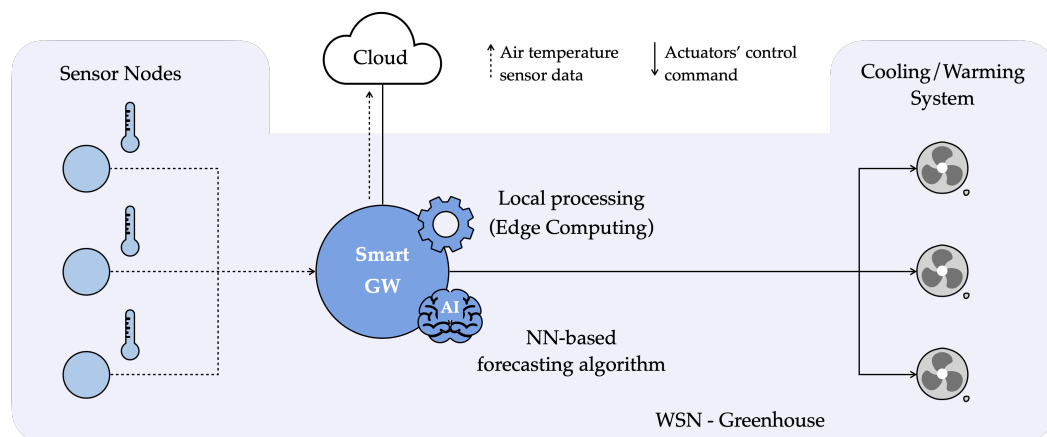 Sensor Nodes
Cloud
Air temperature
sensor data
Actuators' control
command
Cooling/Warming
System
Local processing
(Edge Computing)
Smart
GW
AI
NN-based
forecasting algorithm
WSN - Greenhouse